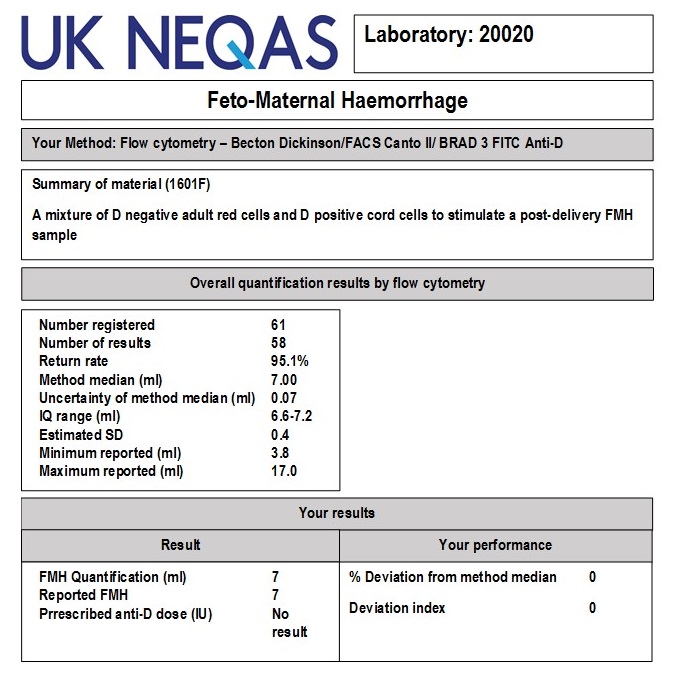 UK NEQAS
Laboratory: 20020
Feto-Maternal Haemorrhage
Your Method: Flow cytometry – Becton Dickinson/FACS Canto II/ BRAD 3 FITC Anti-D
Summary of material (1601F)
A mixture of D negative adult red cells and D positive cord cells to stimulate a post-delivery FMH
sample
Overall quantification results by flow cytometry
Number registered 61
Number of results 58
Return rate 95.1%
Method median (ml) 7.00
Uncertainty of method median (ml) 0.07
IQ range (ml) 6.6-7.2
Estimated SD 0.4
Minimum reported (ml) 3.8
Maximum reported (ml) 17.0
Your results
Result
Your performance
FMH Quantification (ml) 7
Reported FMH 7
Prrescribed anti-D dose (IU) No
result
% Deviation from method median 0
Deviation index 0